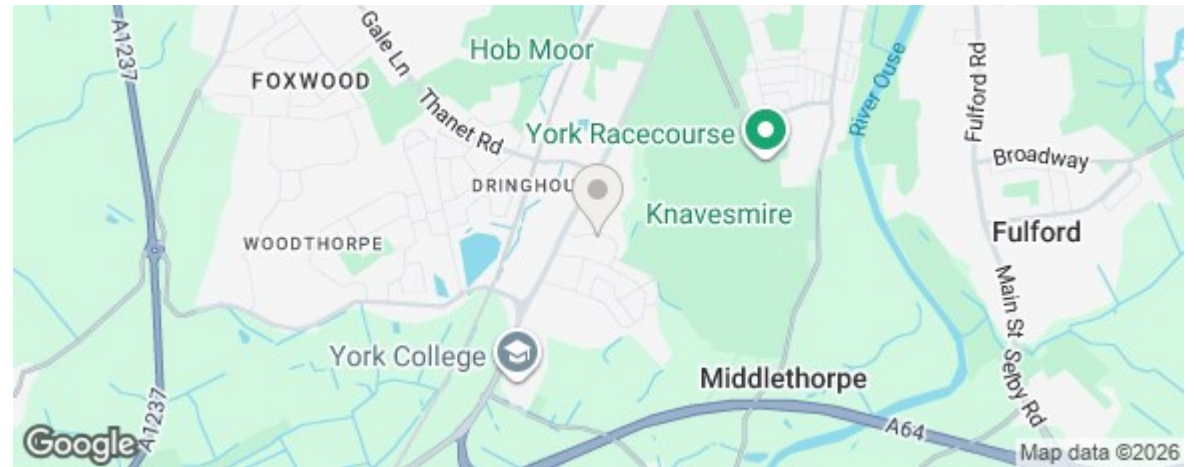 A1237
Gale Ln
Hob Moor
FOXWOOD
Thanet Rd
York Racecourse
River Ouse
Fulford Rd
Broadway
DRINGHOU
Knavesmire
WOODTHORPE
Fulford
Main St
York College
Middlethorpe
Selby Rd
A1237
A64
Google
Map data ©2026